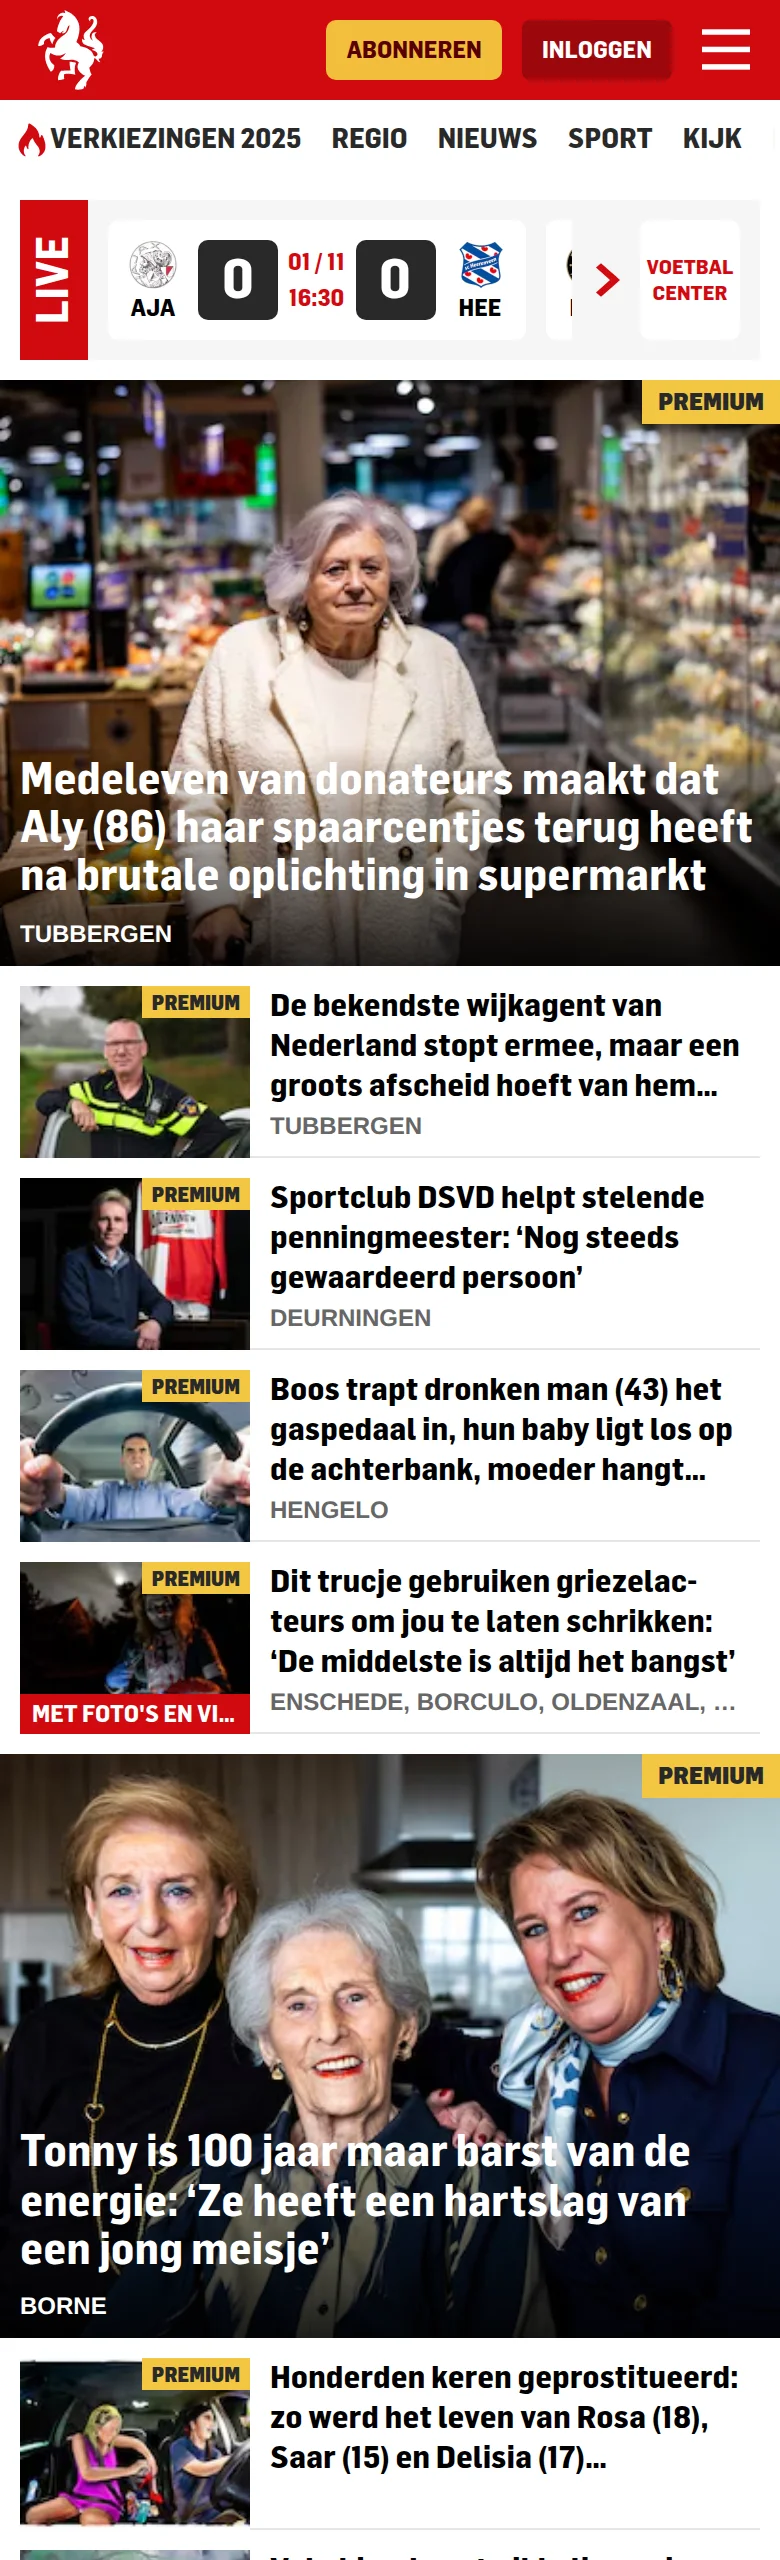 ABONNEREN
INLOGGEN
VERKIEZINGEN 2025
REGIO
NIEUWS
SPORT
KIJK
LIVE
AJA
0
01 / 11
16:30
0
HEE
VOETBAL
CENTER
PREMIUM
Medeleven van donateurs maakt dat
Aly (86) haar spaarcentjes terug heeft
na brutale oplichting in supermarkt
TUBBERGEN
PREMIUM
De bekendste wijkagent van
Nederland stopt ermee, maar een
groots afscheid hoeft van hem...
TUBBERGEN
PREMIUM
Sportclub DSVD helpt stelende
penningmeester: ‘Nog steeds
gewaardeerd persoon’
DEURNINGEN
PREMIUM
Boos trapt dronken man (43) het
gaspedaal in, hun baby ligt los op
de achterbank, moeder hangt...
HENGELO
PREMIUM
MET FOTO'S EN VI...
Dit trucje gebruiken griezelac-
teurs om jou te laten schrikken:
‘De middelste is altijd het bangst’
ENSCHEDE, BORCULO, OLDENZAAL, ...
PREMIUM
Tonny is 100 jaar maar barst van de
energie: ‘Ze heeft een hartslag van
een jong meisje’
BORNE
PREMIUM
Honderden keren geprostitueerd:
zo werd het leven van Rosa (18),
Saar (15) en Delisia (17)...